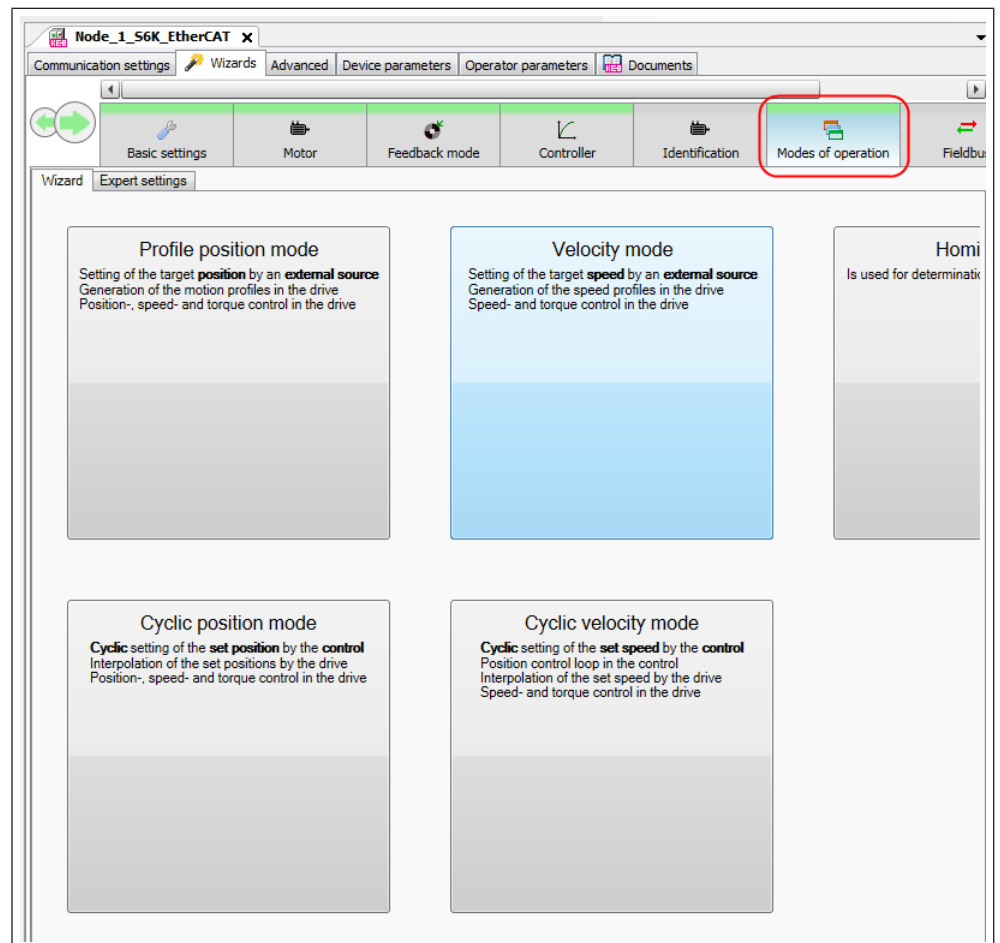 Node_1_S6K_EtherCAT x
Communication settings Wizards Advanced Device parameters Operator parameters Documents
Basic settings Motor Feedback mode Controller Identification Modes of operation Fieldbu
Wizard Expert settings
Profile position mode
Setting of the target position by an external source
Generation of the motion profiles in the drive
Position-, speed- and torque control in the drive
Velocity mode
Setting of the target speed by an external source
Generation of the speed profiles in the drive
Speed- and torque control in the drive
Homi
Is used for determinatio
Cyclic position mode
Cyclic setting of the set position by the control
Interpolation of the set positions by the drive
Position-, speed- and torque control in the drive
Cyclic velocity mode
Cyclic setting of the set speed by the control
Position control loop in the control
Interpolation of the set speed by the drive
Speed- and torque control in the drive